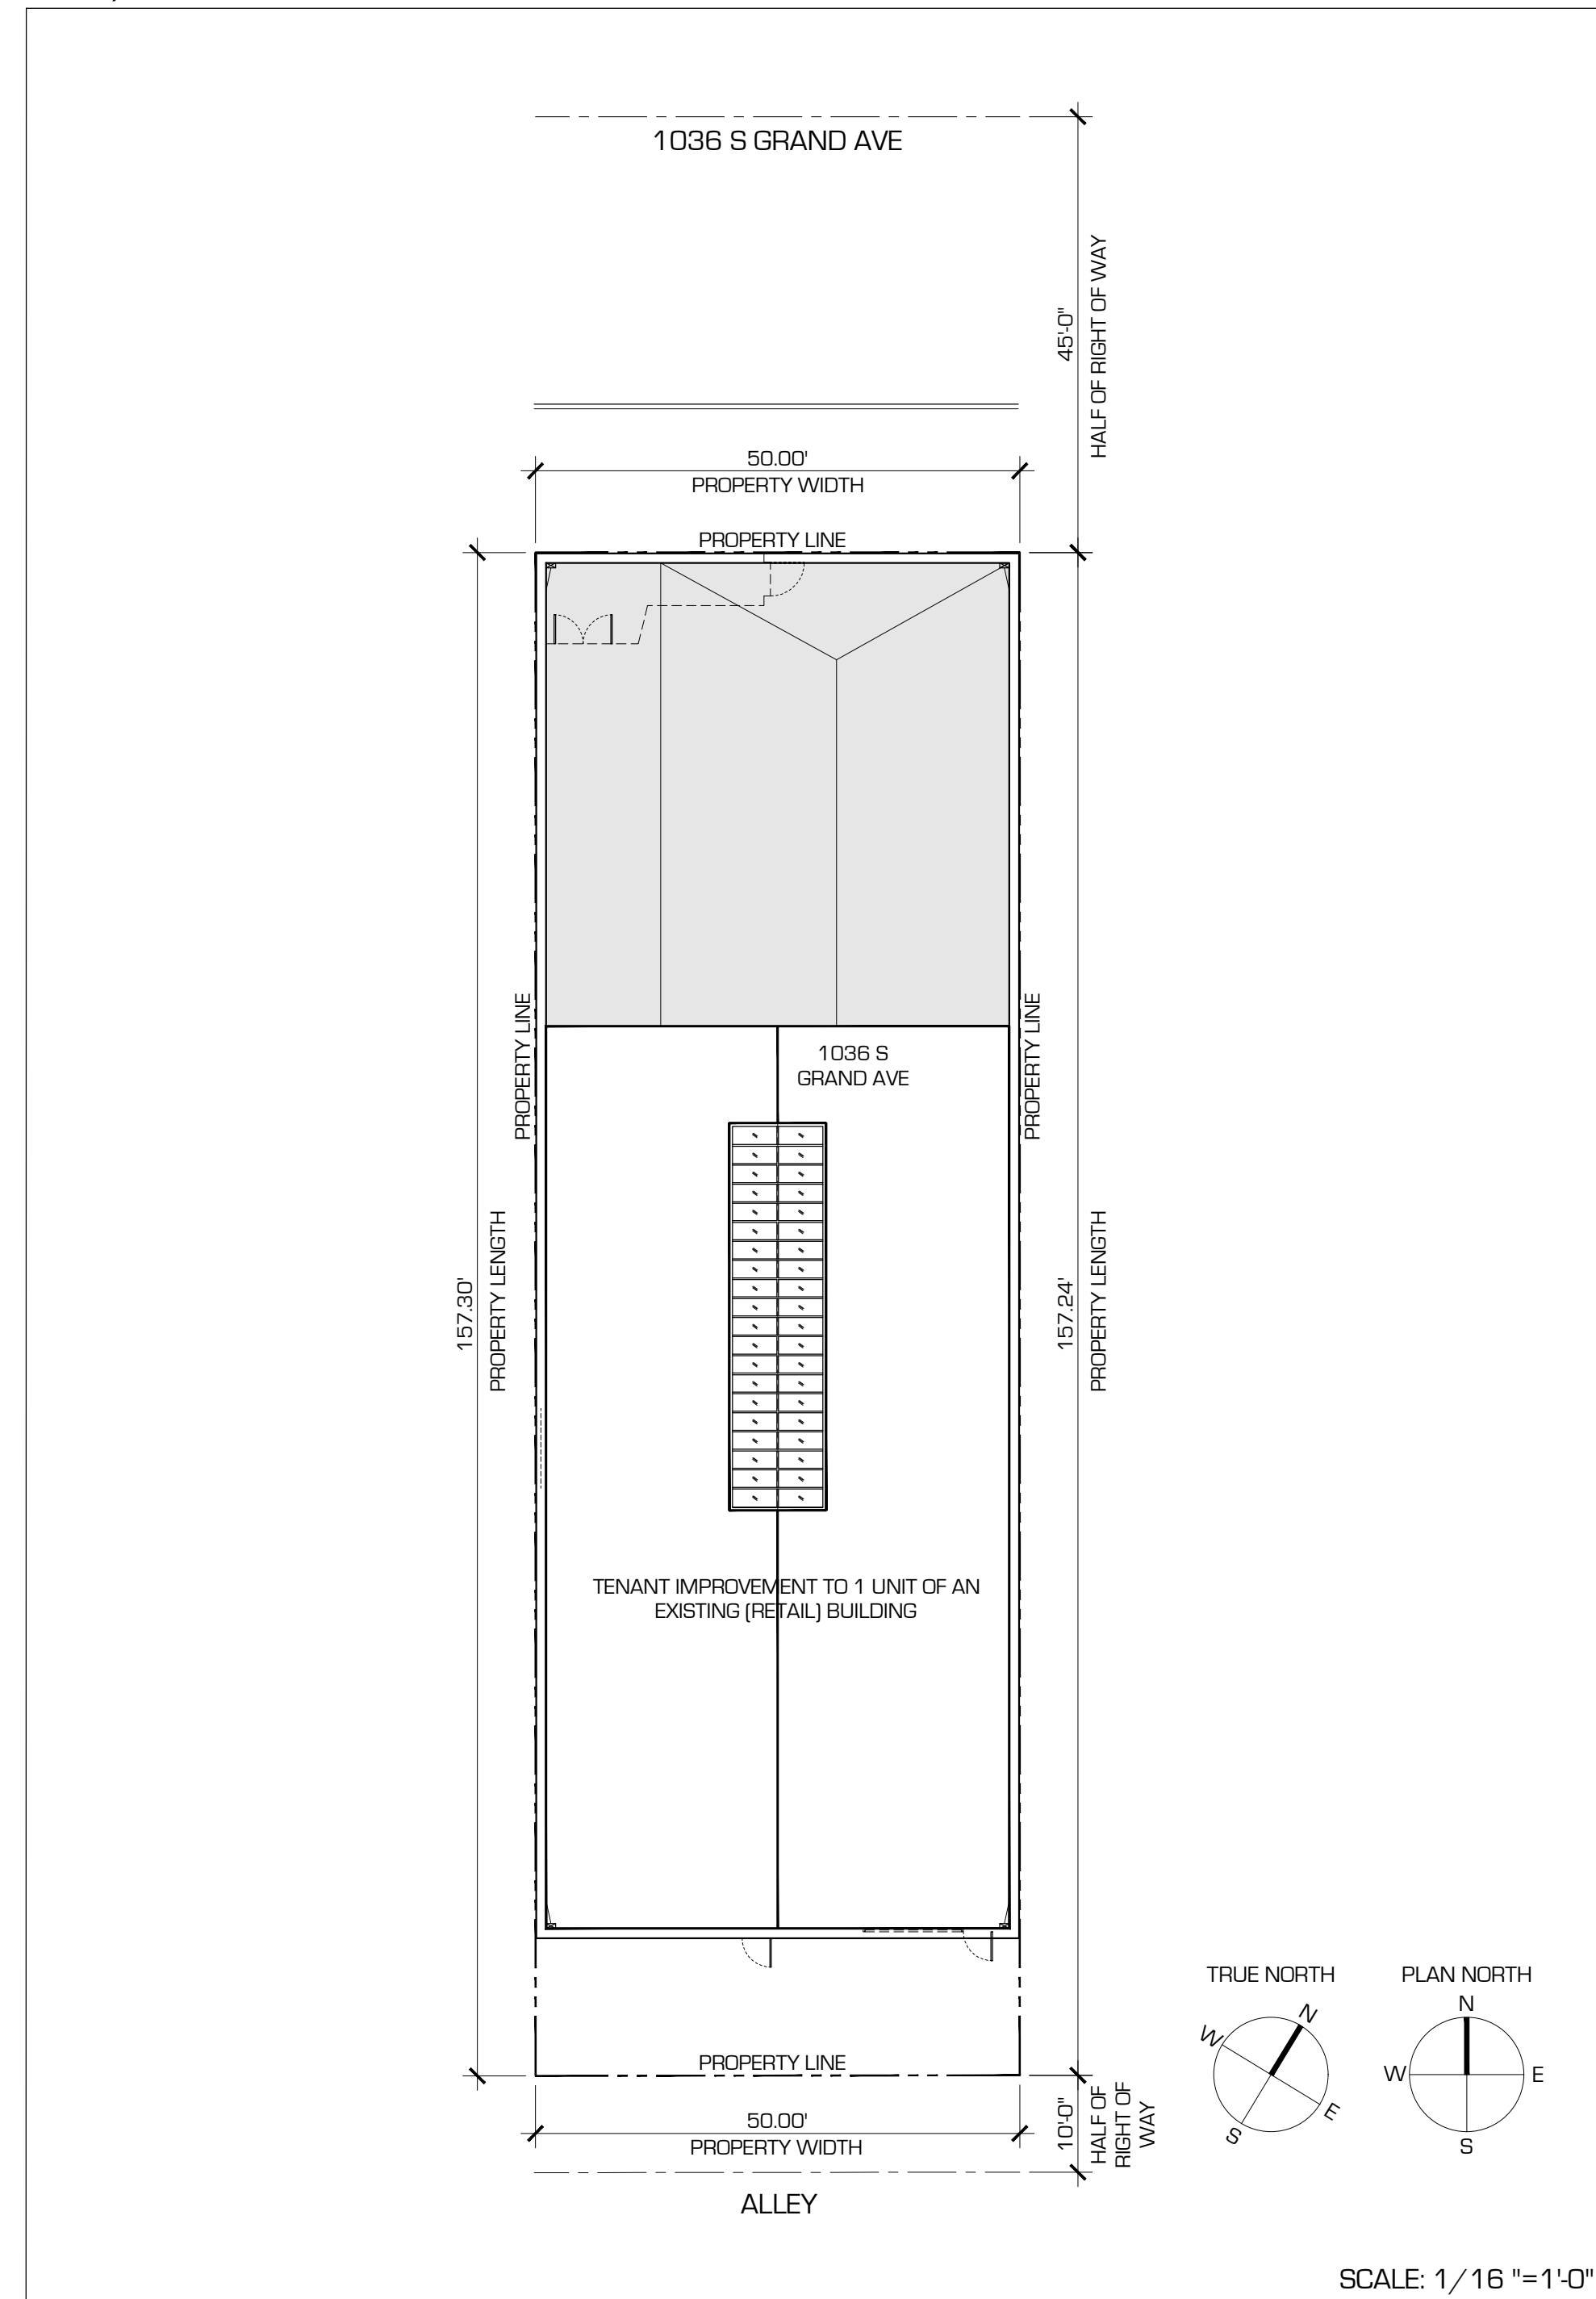 1036 S GRAND AVE
45'-0"
HALF OF RIGHT OF WAY
50.00'
PROPERTY WIDTH
PROPERTY LINE
PROPERTY LINE
PROPERTY LINE
1036 S
GRAND AVE
157.30'
PROPERTY LENGTH
157.24'
PROPERTY LENGTH
TENANT IMPROVEMENT TO 1 UNIT OF AN
EXISTING (RETAIL) BUILDING
TRUE NORTH
N
W
E
S
PLAN NORTH
N
W
E
S
PROPERTY LINE
50.00'
PROPERTY WIDTH
10'-0"
HALF OF
RIGHT OF
WAY
ALLEY
SCALE: 1/16 "=1'-0"